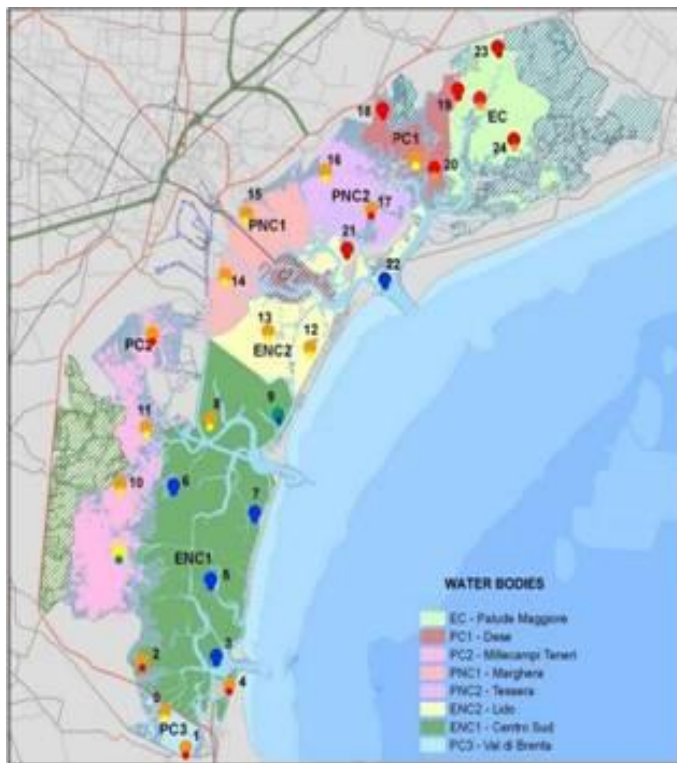 23
19
18
EC
PC1
24
20
16
PNC2
17
15
PNC1
21
22
14
13
12
ENC2
PC2
9
8
11
6
10
7
ENC1
5
3
2
4
0
PC3
1
WATER BODIES
EC - Palude Maggiore
PC1 - Dese
PC2 - Millecampi Teneri
PNC1 - Marghera
PNC2 - Tessera
ENC2 - Lido
ENC1 - Centro Sud
PC3 - Val di Brenta